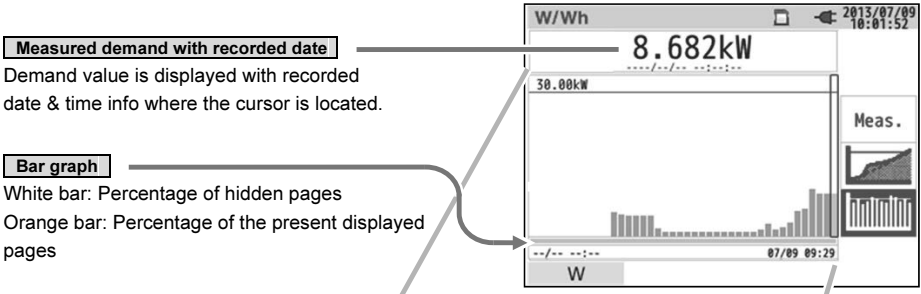 Measured demand with recorded date
Demand value is displayed with recorded
date & time info where the cursor is located.
Bar graph
White bar: Percentage of hidden pages
Orange bar: Percentage of the present displayed
pages
W/Wh
2013/07/09
10:01:52
8.682kW
----/--/-- --:--:--
30.00kW
Meas.
--/-- --:--
07/09 09:29
W